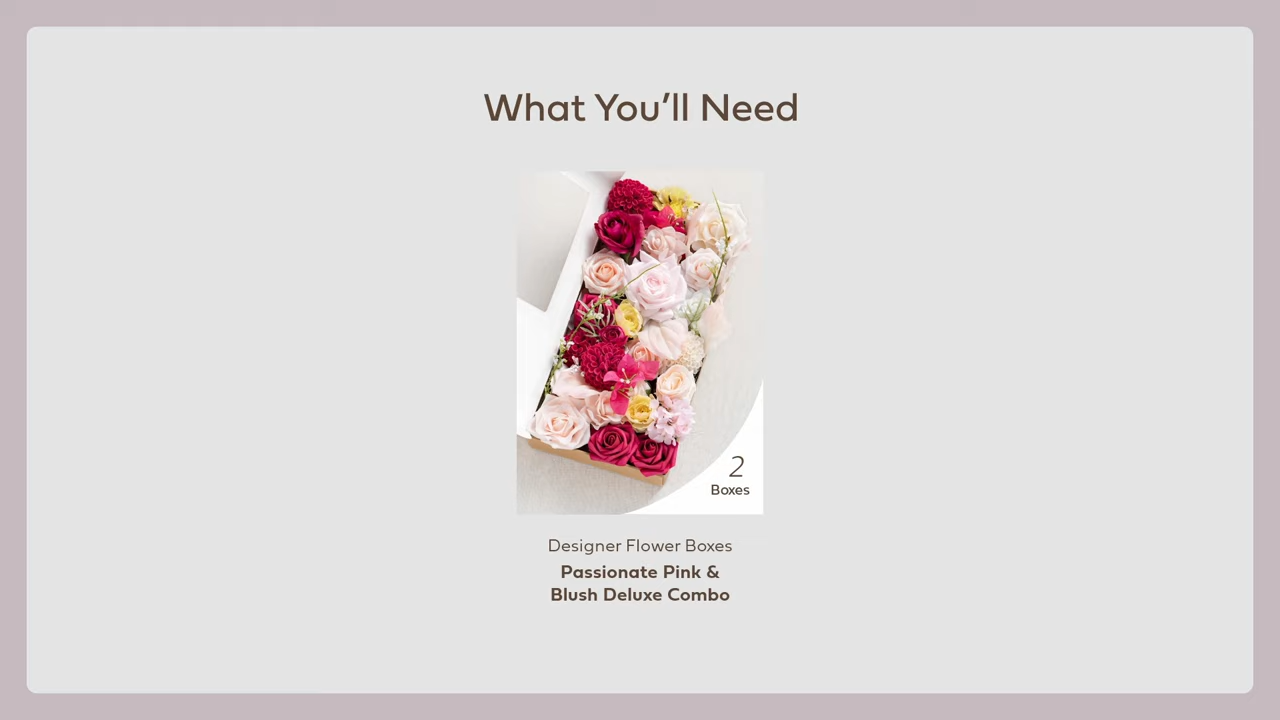 What You’ll Need
2
Boxes
Designer Flower Boxes
Passionate Pink &
Blush Deluxe Combo